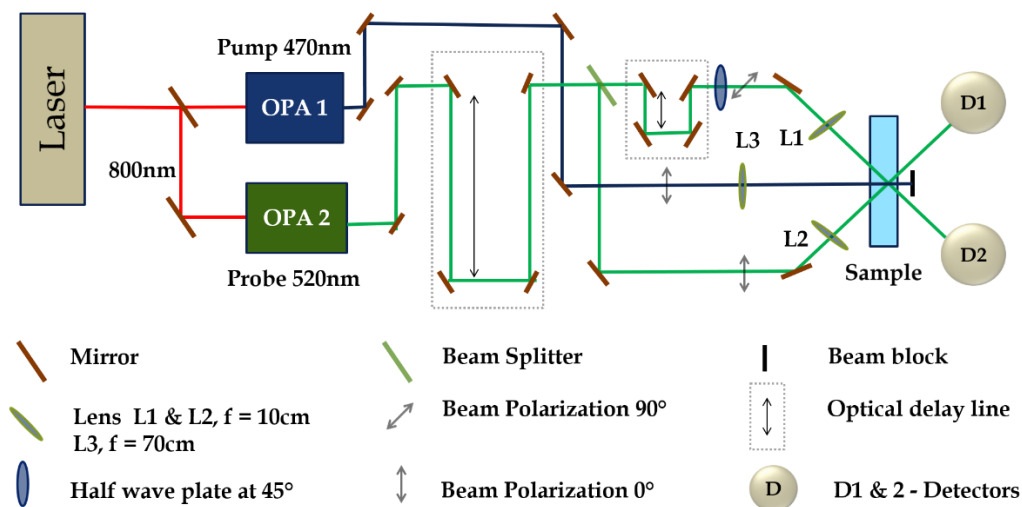 Laser
Pump 470nm
OPA 1
800nm
OPA 2
Probe 520nm
L3
L1
L2
D1
D2
Sample
Mirror
Beam Splitter
Beam block
Lens L1 & L2, f = 10cm
L3, f = 70cm
Beam Polarization 90°
Optical delay line
Half wave plate at 45°
Beam Polarization 0°
D
D1 & 2 - Detectors